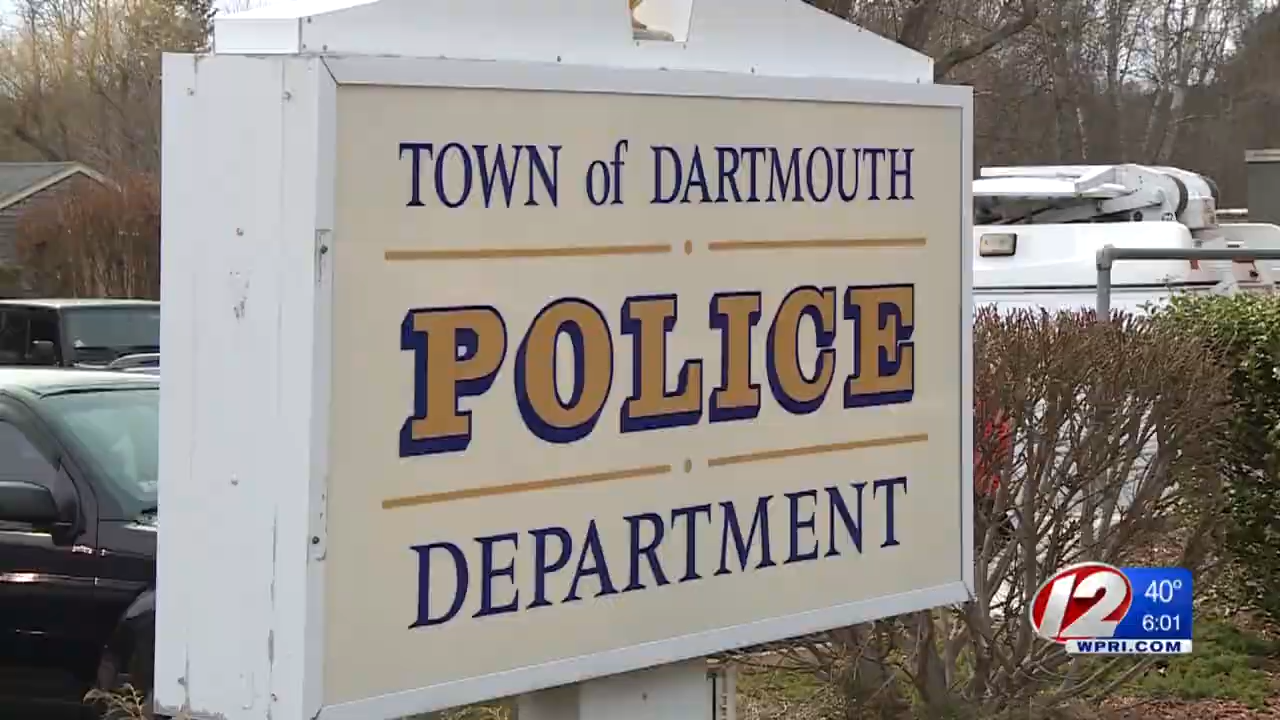 TOWN of DARTMOUTH
POLICE
DEPARTMENT
12
40°
6:01
WPRI.COM